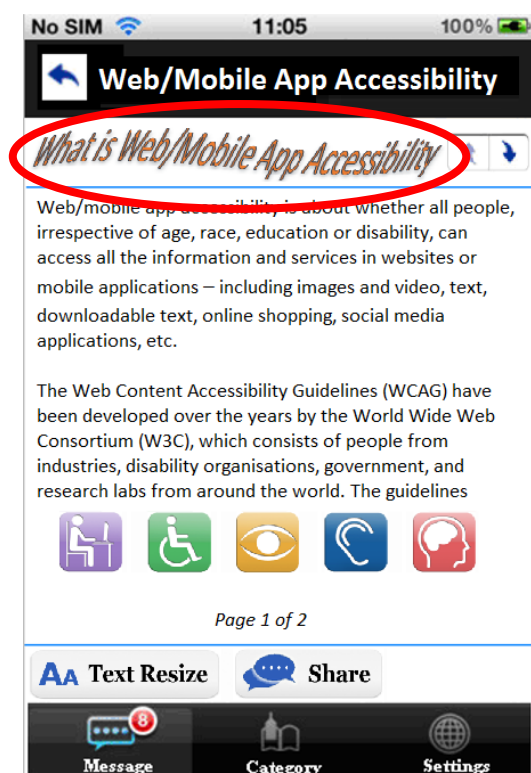 No SIM 11:05 100%
Web/Mobile App Accessibility
What is Web/Mobile App Accessibility
Web/mobile app accessibility is about whether all people,
irrespective of age, race, education or disability, can
access all the information and services in websites or
mobile applications – including images and video, text,
downloadable text, online shopping, social media
applications, etc.
The Web Content Accessibility Guidelines (WCAG) have
been developed over the years by the World Wide Web
Consortium (W3C), which consists of people from
industries, disability organisations, government, and
research labs from around the world. The guidelines
Page 1 of 2
AA Text Resize Share
8
Message Category Settings